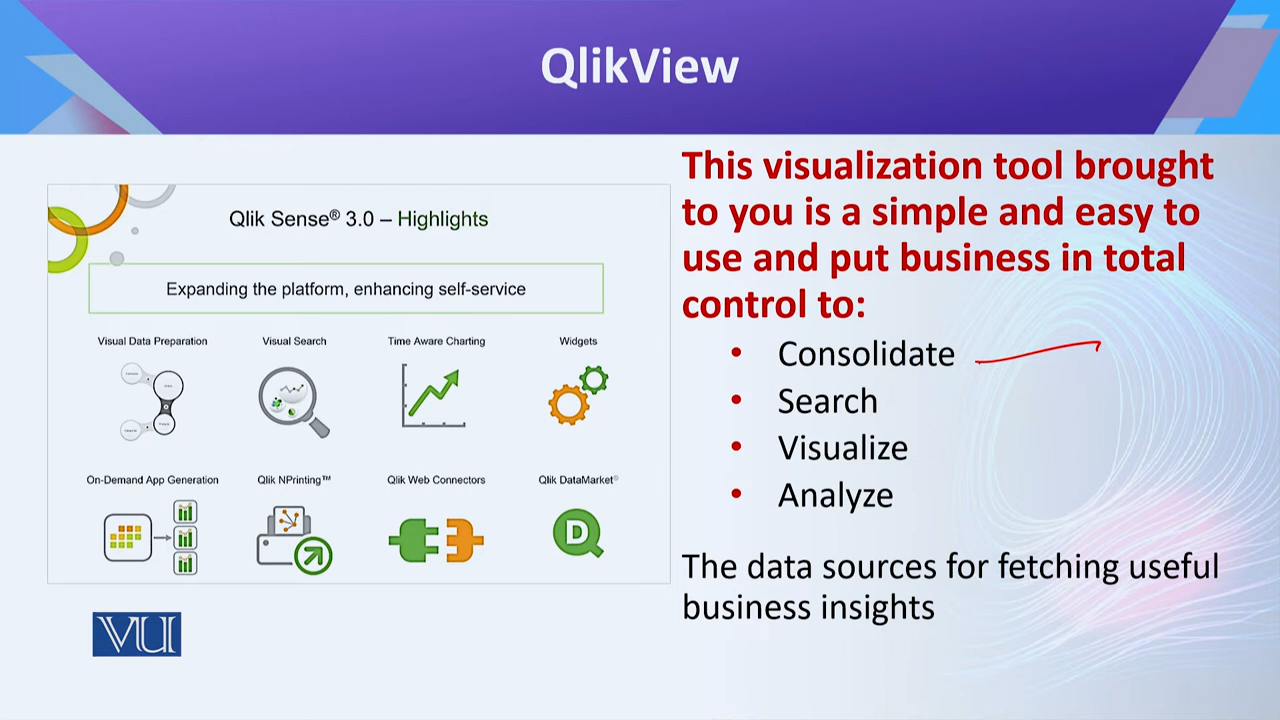 QlikView
Qlik Sense® 3.0 – Highlights
Expanding the platform, enhancing self-service
Visual Data Preparation
Visual Search
Time Aware Charting
Widgets
On-Demand App Generation
Qlik NPrinting™
Qlik Web Connectors
Qlik DataMarket®
D
VU
This visualization tool brought
to you is a simple and easy to
use and put business in total
control to:
• Consolidate
• Search
• Visualize
• Analyze
The data sources for fetching useful
business insights